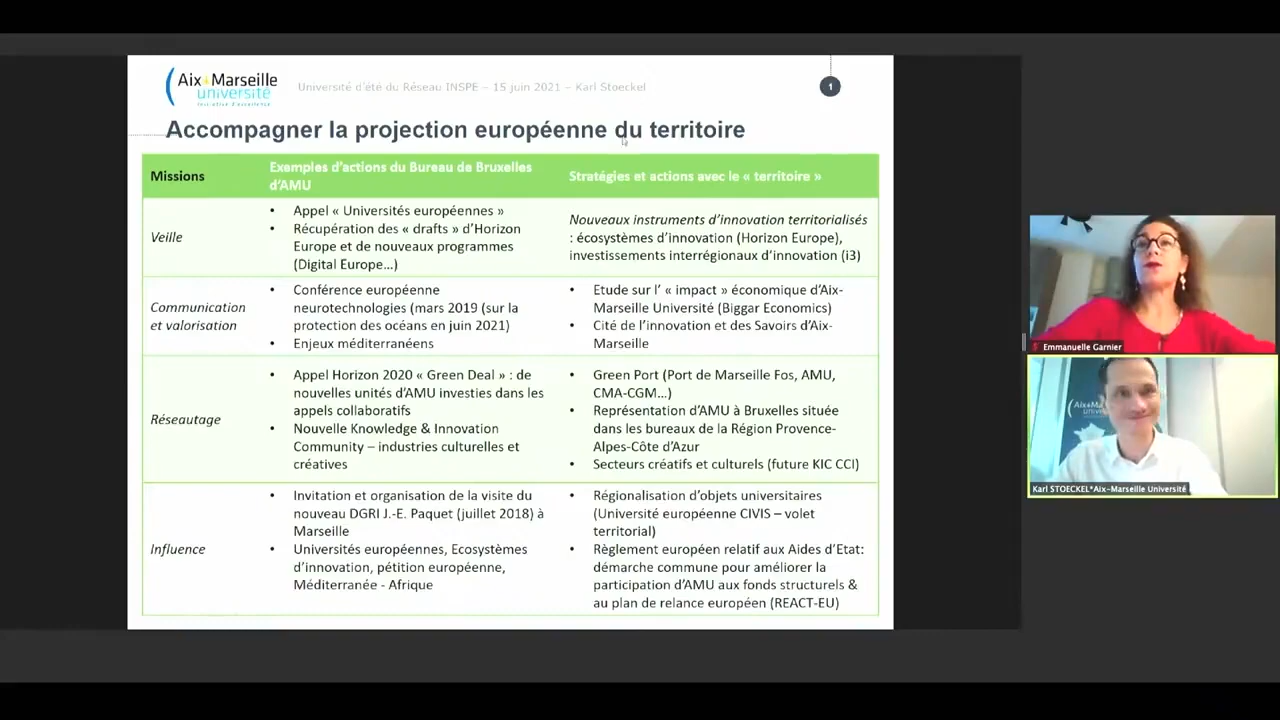 Aix+Marseille
université
Initiative d'excellence
Université d'été du Réseau INSPE – 15 juin 2021 – Karl Stoeckel
1
Accompagner la projection européenne du territoire
Missions
Exemples d'actions du Bureau de Bruxelles
d'AMU
Stratégies et actions avec le « territoire »
Veille
• Appel « Universités européennes »
• Récupération des « drafts » d'Horizon
Europe et de nouveaux programmes
(Digital Europe…)
Nouveaux instruments d'innovation territorialisés
: écosystèmes d'innovation (Horizon Europe),
investissements interrégionaux d'innovation (i3)
Communication
et valorisation
• Conférence européenne
neurotechnologies (mars 2019 (sur la
protection des océans en juin 2021)
• Enjeux méditerranéens
• Etude sur l' « impact » économique d'Aix-
Marseille Université (Biggar Economics)
• Cité de l'innovation et des Savoirs d'Aix-
Marseille
Réseautage
• Appel Horizon 2020 « Green Deal » : de
nouvelles unités d'AMU investies dans les
appels collaboratifs
• Nouvelle Knowledge & Innovation
Community – industries culturelles et
créatives
• Green Port (Port de Marseille Fos, AMU,
CMA-CGM…)
• Représentation d'AMU à Bruxelles située
dans les bureaux de la Région Provence-
Alpes-Côte d'Azur
• Secteurs créatifs et culturels (future KIC CCI)
Influence
• Invitation et organisation de la visite du
nouveau DGRI J.-E. Paquet (juillet 2018) à
Marseille
• Universités européennes, Ecosystèmes
d'innovation, pétition européenne,
Méditerranée - Afrique
• Régionalisation d'objets universitaires
(Université européenne CIVIS – volet
territorial)
• Règlement européen relatif aux Aides d'Etat:
démarche commune pour améliorer la
participation d'AMU aux fonds structurels &
au plan de relance européen (REACT-EU)
Emmanuelle Garnier
Karl STOECKEL*Aix-Marseille Université